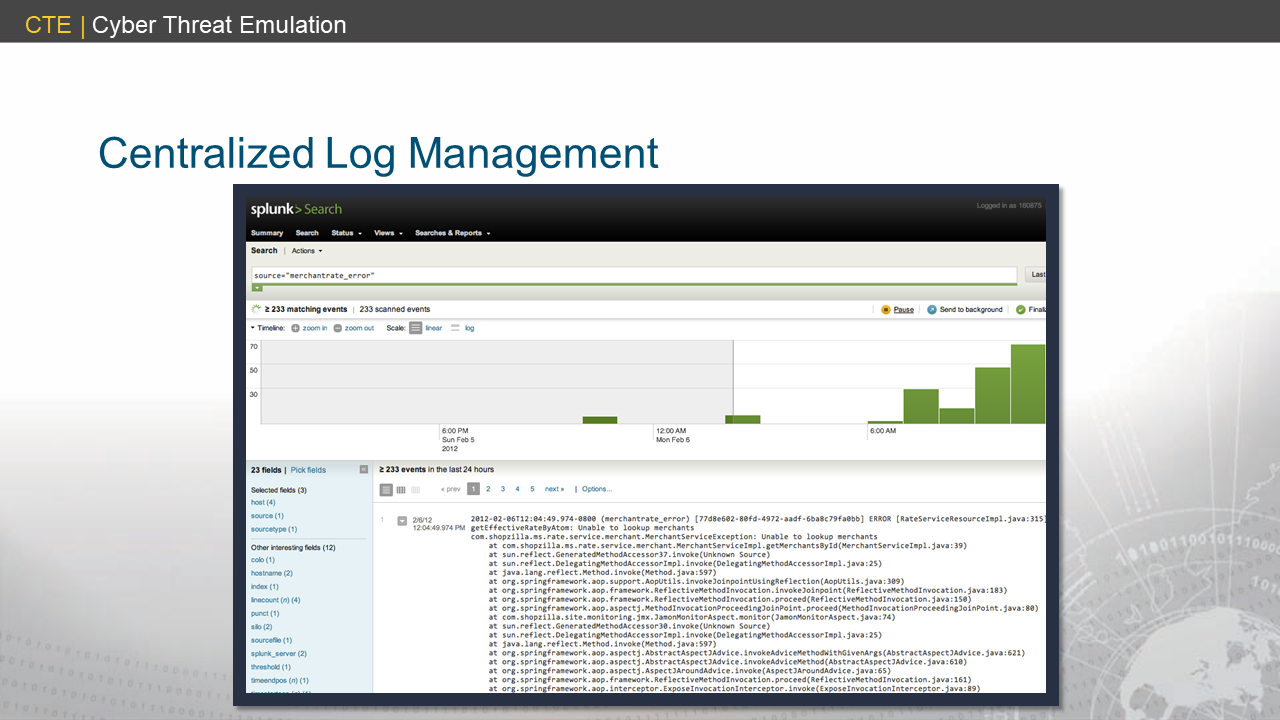 CTE | Cyber Threat Emulation
Centralized Log Management
splunk> Search
Logged in as 160875
Summary Search Status Views Searches & Reports
Search | Actions
source="merchantrate_error"
Last
≥ 233 matching events | 233 scanned events
Pause Send to background Finaliz
Timeline: zoom in zoom out Scale: linear log
70
50
30
6:00 PM
Sun Feb 5
2012
12:00 AM
Mon Feb 6
6:00 AM
23 fields | Pick fields
Selected fields (3)
host (4)
source (1)
sourcetype (1)
Other interesting fields (12)
colo (1)
hostname (2)
index (1)
linecount (n) (4)
punct (1)
silo (2)
sourcefile (1)
splunk_server (2)
threshold (1)
timeendpos (n) (1)
≥ 233 events in the last 24 hours
« prev 1 2 3 4 5 next » | Options...
1
2/6/12
12:04:49.974 PM
2012-02-06T12:04:49.974-0800 (merchantrate_error) [77d8e602-80fd-4972-aadf-6ba8c79fa0bb] ERROR [RateServiceResourceImpl.java:315]
getEffectiveRateByAtom: Unable to lookup merchants
com.shopzilla.ms.rate.service.merchant.MerchantServiceException: Unable to lookup merchants
at com.shopzilla.ms.rate.service.merchant.MerchantServiceImpl.getMerchantsById(MerchantServiceImpl.java:39)
at sun.reflect.GeneratedMethodAccessor37.invoke(Unknown Source)
at sun.reflect.DelegatingMethodAccessorImpl.invoke(DelegatingMethodAccessorImpl.java:25)
at java.lang.reflect.Method.invoke(Method.java:597)
at org.springframework.aop.support.AopUtils.invokeJoinpointUsingReflection(AopUtils.java:309)
at org.springframework.aop.framework.ReflectiveMethodInvocation.invokeJoinpoint(ReflectiveMethodInvocation.java:183)
at org.springframework.aop.framework.ReflectiveMethodInvocation.proceed(ReflectiveMethodInvocation.java:150)
at org.springframework.aop.aspectj.MethodInvocationProceedingJoinPoint.proceed(MethodInvocationProceedingJoinPoint.java:80)
at com.shopzilla.site.monitoring.jmx.JamonMonitorAspect.monitor(JamonMonitorAspect.java:74)
at sun.reflect.GeneratedMethodAccessor30.invoke(Unknown Source)
at sun.reflect.DelegatingMethodAccessorImpl.invoke(DelegatingMethodAccessorImpl.java:25)
at java.lang.reflect.Method.invoke(Method.java:597)
at org.springframework.aop.aspectj.AbstractAspectJAdvice.invokeAdviceMethodWithGivenArgs(AbstractAspectJAdvice.java:621)
at org.springframework.aop.aspectj.AbstractAspectJAdvice.invokeAdviceMethod(AbstractAspectJAdvice.java:610)
at org.springframework.aop.aspectj.AspectJAroundAdvice.invoke(AspectJAroundAdvice.java:65)
at org.springframework.aop.framework.ReflectiveMethodInvocation.proceed(ReflectiveMethodInvocation.java:161)
at org.springframework.aop.interceptor.ExposeInvocationInterceptor.invoke(ExposeInvocationInterceptor.java:89)